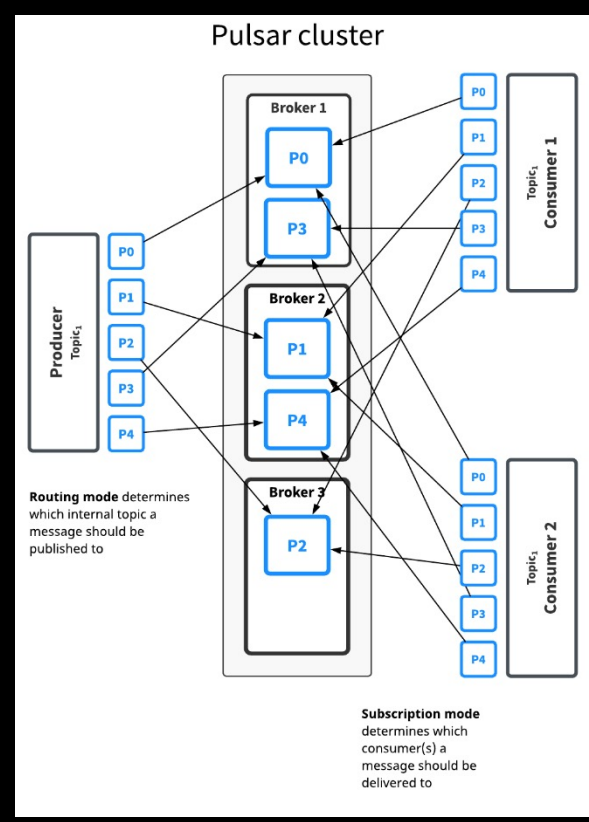 Pulsar cluster
Broker 1
P0
P3
Broker 2
P1
P4
Broker 3
P2
Producer
Topic1
P0
P1
P2
P3
P4
Routing mode determines
which internal topic a
message should be
published to
P0
P1
P2
P3
P4
Topic1
Consumer 1
P0
P1
P2
P3
P4
Topic1
Consumer 2
Subscription mode
determines which
consumer(s) a
message should be
delivered to